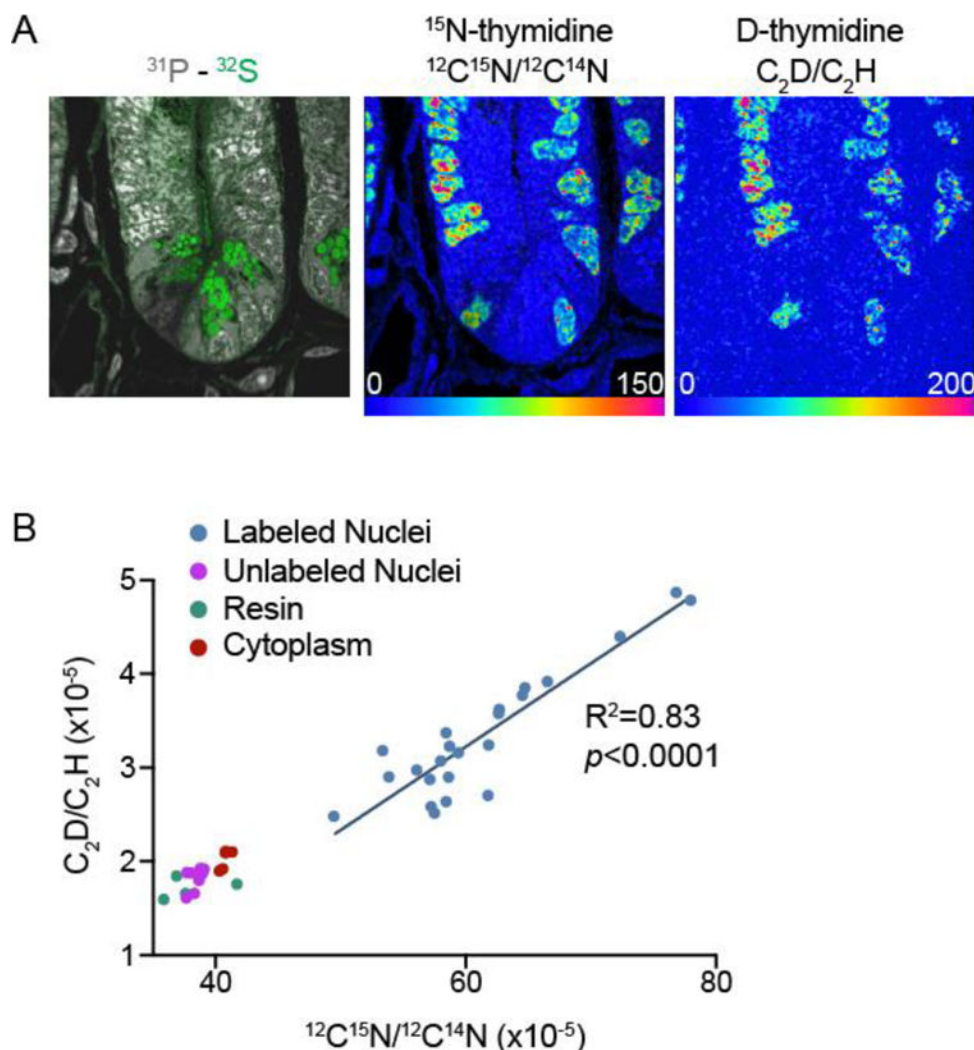 A
³¹P - ³²S
¹⁵N-thymidine
¹²C¹⁵N/¹²C¹⁴N
D-thymidine
C₂D/C₂H
0
150
0
200
B
Labeled Nuclei
Unlabeled Nuclei
Resin
Cytoplasm
5
4
3
2
1
C₂D/C₂H (x10⁻⁵)
R²=0.83
p<0.0001
40
60
80
¹²C¹⁵N/¹²C¹⁴N (x10⁻⁵)